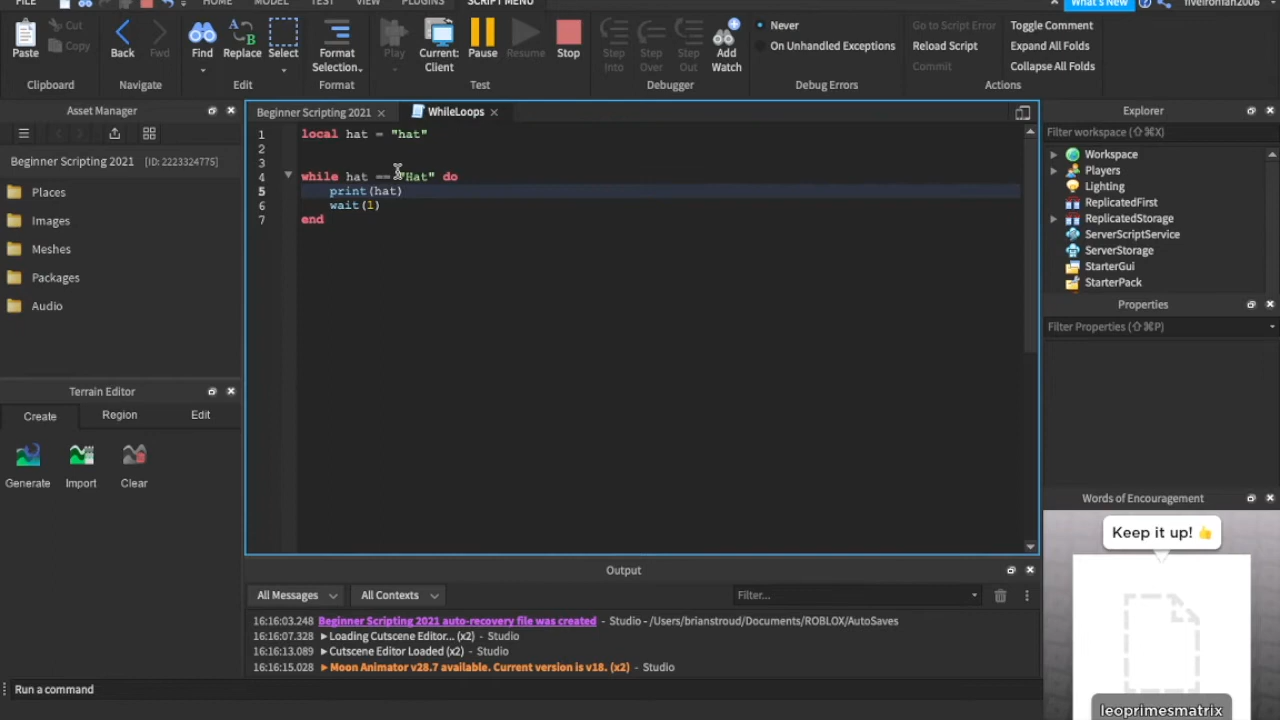 FILE HOME MODEL TEST VIEW PLUGINS SCRIPT MENU What's New fiveironfan2006
Paste Cut Copy Back Fwd Find Replace Select Format Selection Play Current: Client Pause Resume Stop Step Into Step Over Step Out Add Watch Never On Unhandled Exceptions Go to Script Error Reload Script Commit Toggle Comment Expand All Folds Collapse All Folds
Clipboard Navigate Edit Format Test Debugger Debug Errors Actions
Asset Manager
Beginner Scripting 2021 [ID: 2223324775]
Places
Images
Meshes
Packages
Audio
Terrain Editor
Create Region Edit
Generate Import Clear
Beginner Scripting 2021 WhileLoops
1 local hat = "hat"
2
3
4 while hat == "Hat" do
5 print(hat)
6 wait(1)
7 end
Output
All Messages All Contexts Filter...
16:16:03.248 Beginner Scripting 2021 auto-recovery file was created - Studio - /Users/brianstroud/Documents/ROBLOX/AutoSaves
16:16:07.328 Loading Cutscene Editor... (x2) - Studio
16:16:13.089 Cutscene Editor Loaded (x2) - Studio
16:16:15.028 Moon Animator v28.7 available. Current version is v18. (x2) - Studio
Run a command
Explorer
Filter workspace (⇧⌘X)
Workspace
Players
Lighting
ReplicatedFirst
ReplicatedStorage
ServerScriptService
ServerStorage
StarterGui
StarterPack
Properties
Filter Properties (⇧⌘P)
Words of Encouragement
Keep it up! 👍
leoprimesmatrix